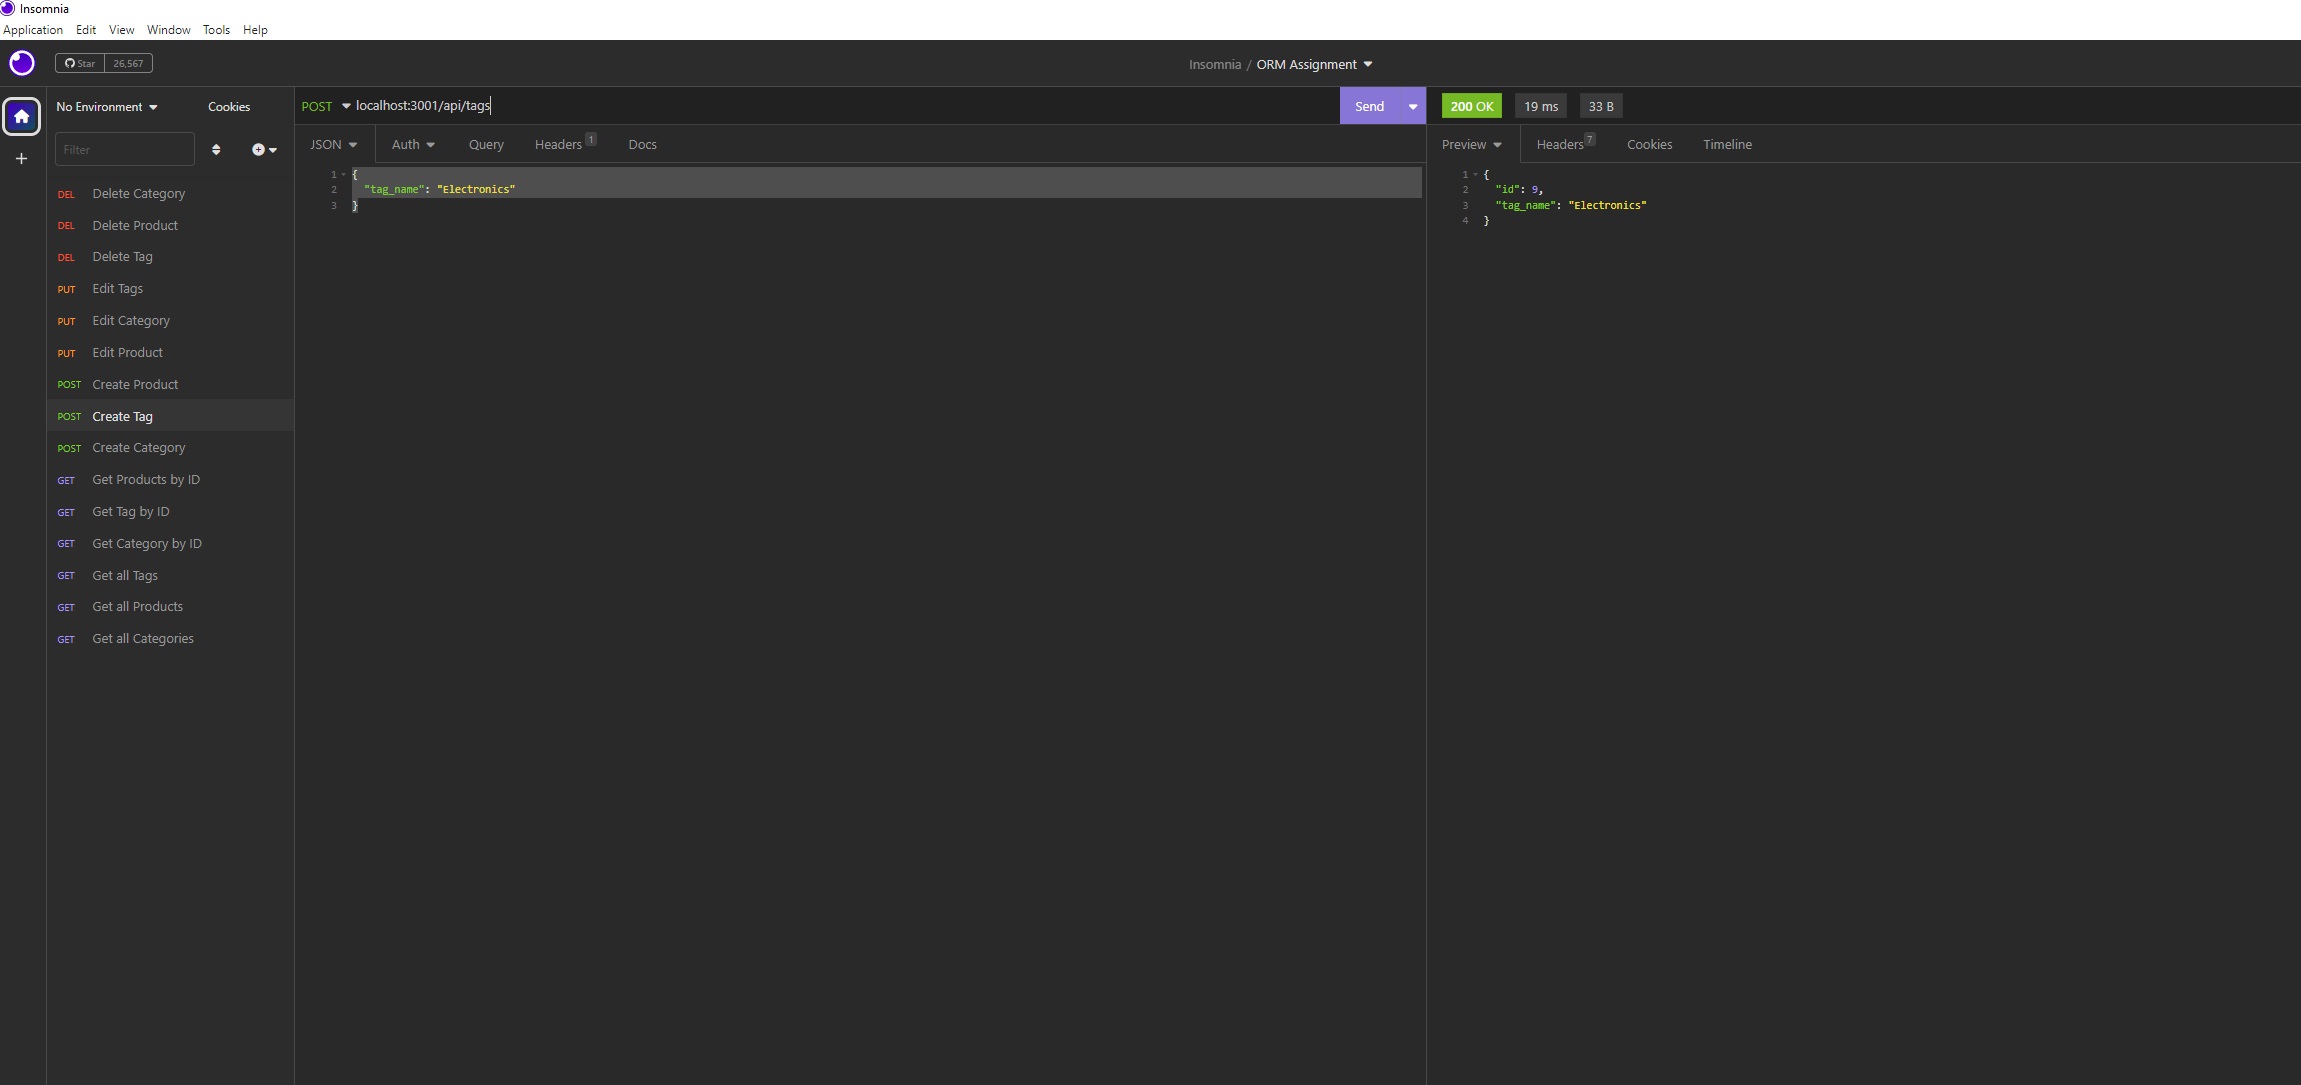 Insomnia
Application Edit View Window Tools Help
Star 26,567
Insomnia / ORM Assignment
No Environment Cookies
POST localhost:3001/api/tags
Send
200 OK 19 ms 33 B
Filter
JSON Auth Query Headers 1 Docs
Preview Headers 7 Cookies Timeline
1 {
2 "tag_name": "Electronics"
3 }
1 {
2 "id": 9,
3 "tag_name": "Electronics"
4 }
DEL Delete Category
DEL Delete Product
DEL Delete Tag
PUT Edit Tags
PUT Edit Category
PUT Edit Product
POST Create Product
POST Create Tag
POST Create Category
GET Get Products by ID
GET Get Tag by ID
GET Get Category by ID
GET Get all Tags
GET Get all Products
GET Get all Categories